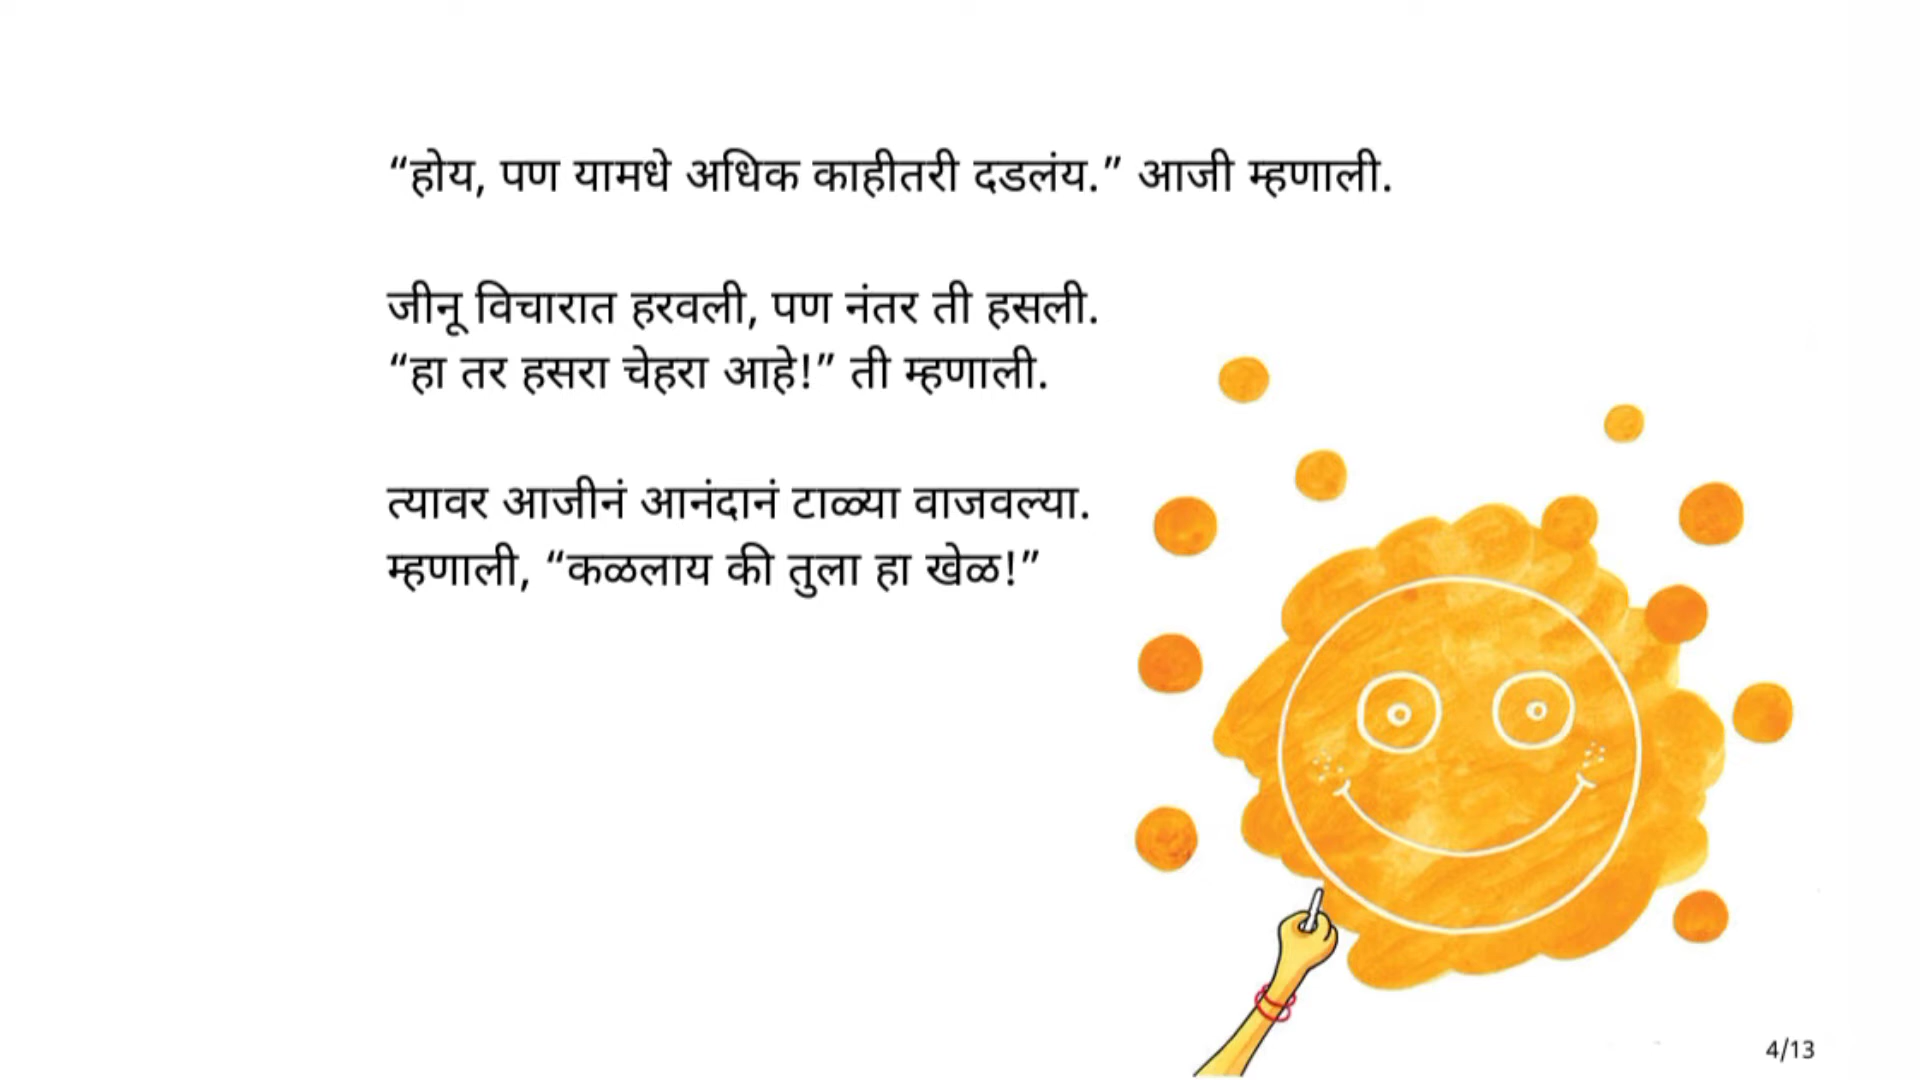 “होय, पण यामधे अधिक काहीतरी दडलंय.” आजी म्हणाली.
जीनू विचारात हरवली, पण नंतर ती हसली.
“हा तर हसरा चेहरा आहे!” ती म्हणाली.
त्यावर आजीनं आनंदानं टाळ्या वाजवल्या.
म्हणाली, “कळलाय की तुला हा खेळ!”
4/13